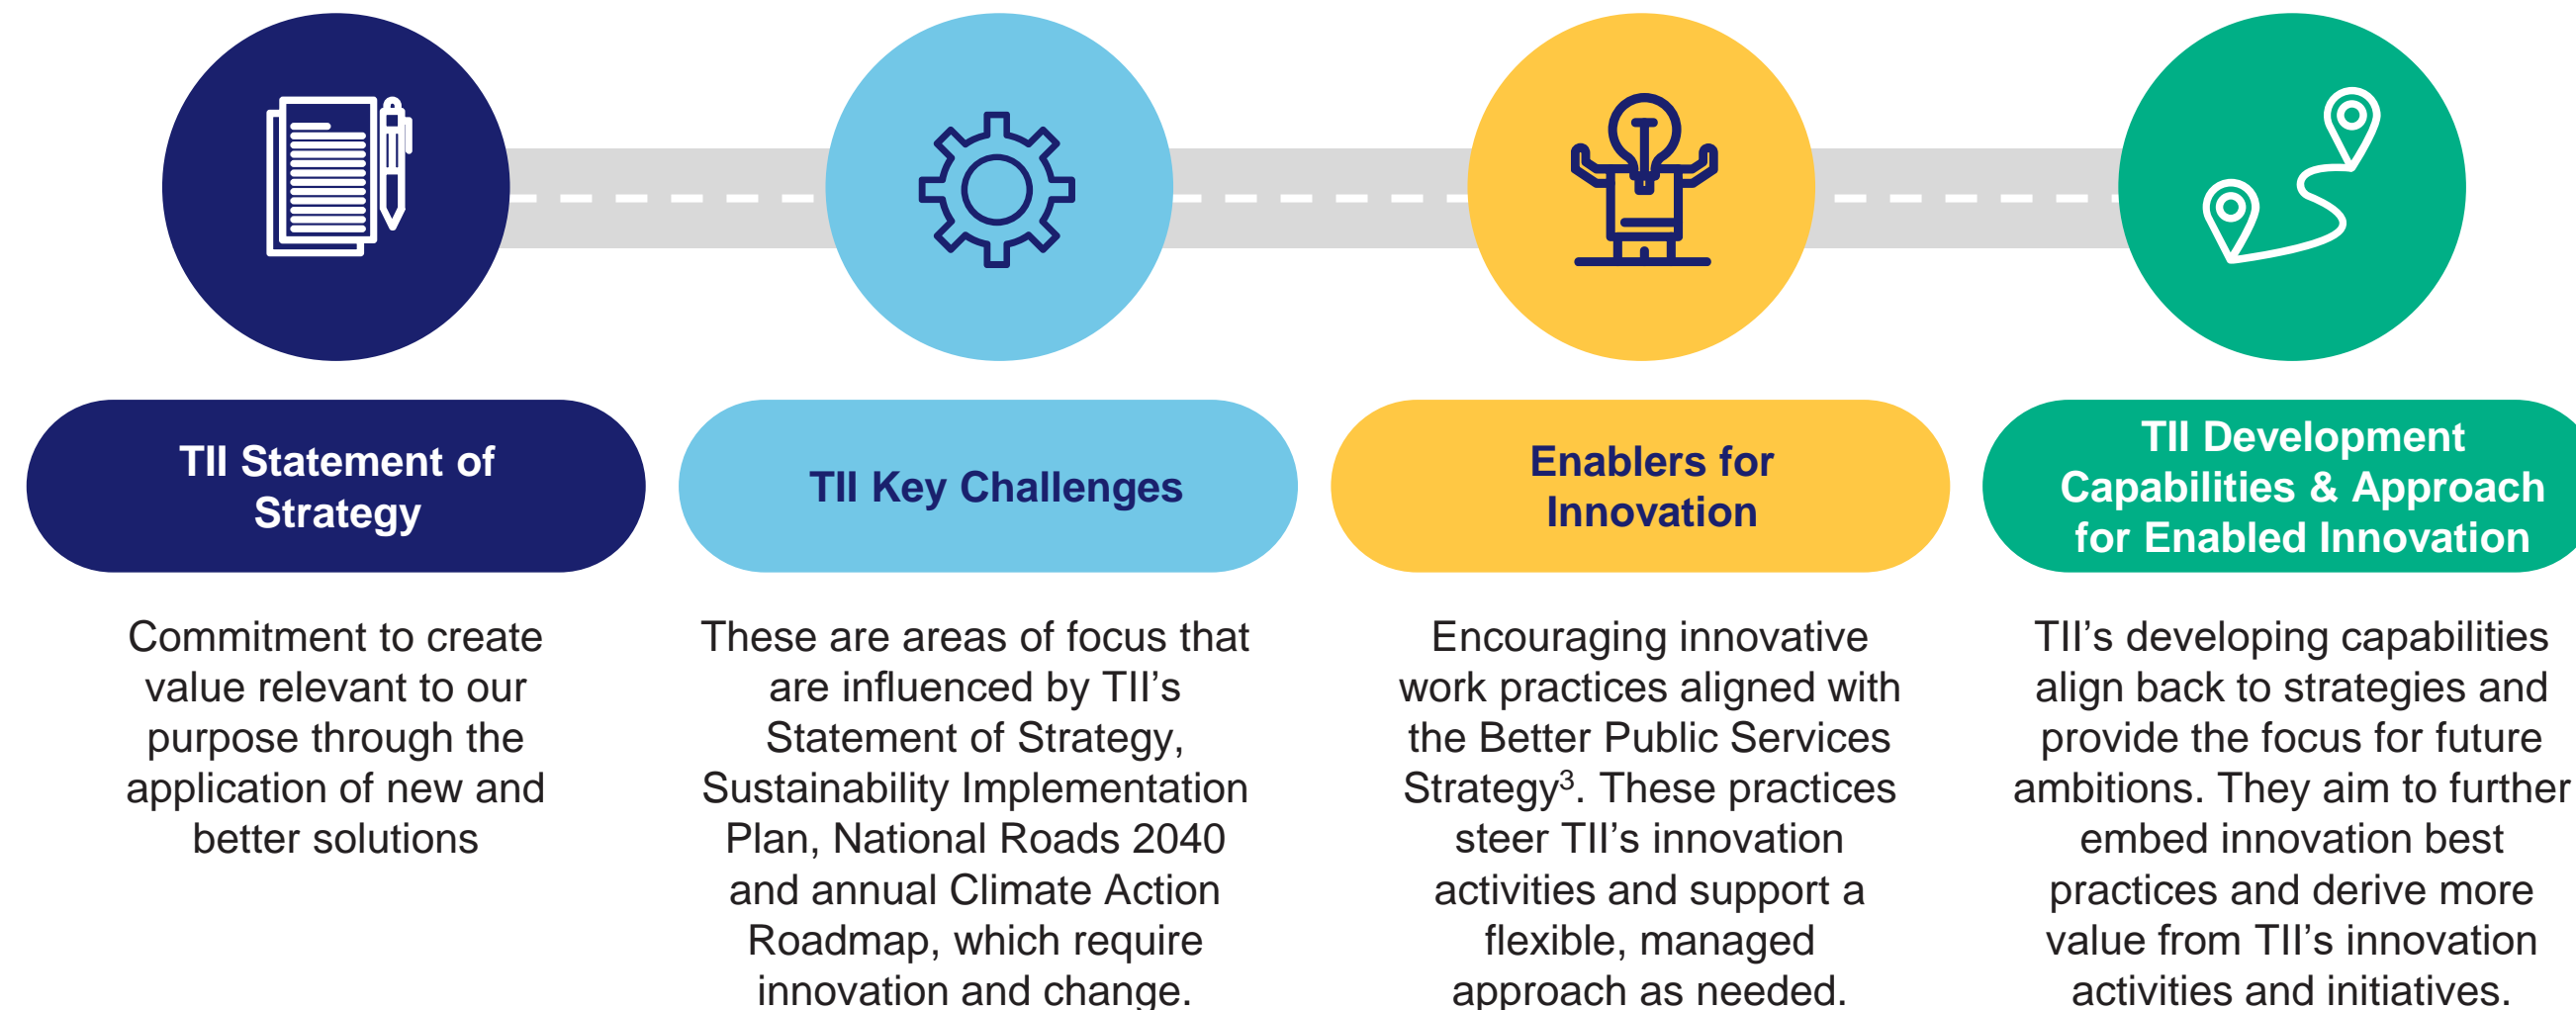 TII Statement of
Strategy
Commitment to create
value relevant to our
purpose through the
application of new and
better solutions
TII Key Challenges
These are areas of focus that
are influenced by TII's
Statement of Strategy,
Sustainability Implementation
Plan, National Roads 2040
and annual Climate Action
Roadmap, which require
innovation and change.
Enablers for
Innovation
Encouraging innovative
work practices aligned with
the Better Public Services
Strategy³. These practices
steer TII's innovation
activities and support a
flexible, managed
approach as needed.
TII Development
Capabilities & Approach
for Enabled Innovation
TII's developing capabilities
align back to strategies and
provide the focus for future
ambitions. They aim to further
embed innovation best
practices and derive more
value from TII's innovation
activities and initiatives.